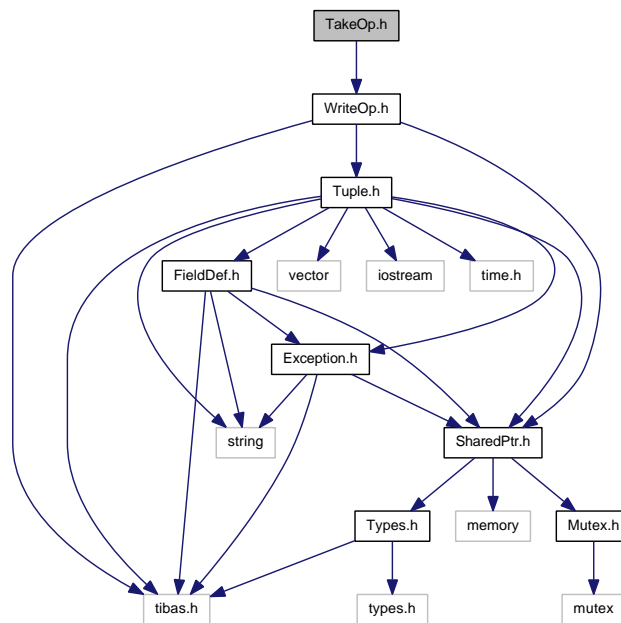 TakeOp.h
WriteOp.h
Tuple.h
FieldDef.h
vector
iostream
time.h
Exception.h
string
SharedPtr.h
Types.h
memory
Mutex.h
tibas.h
types.h
mutex